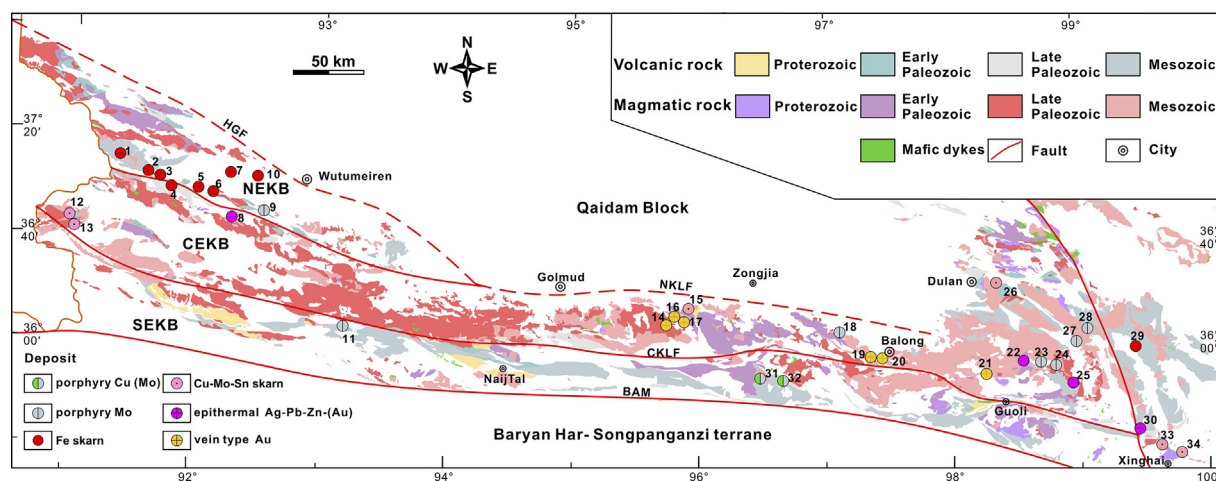 93°
95°
97°
99°
50 km
N
W E
S
Volcanic rock
Proterozoic
Early
Paleozoic
Late
Paleozoic
Mesozoic
Magmatic rock
Proterozoic
Early
Paleozoic
Late
Paleozoic
Mesozoic
Mafic dykes
Fault
City
37°
20′
HGF
1
2
3
4
5
6
7
10
NEKB
Wutumeiren
8
9
12
13
36°
40′
CEKB
Qaidam Block
36°
40′
Golmud
Zongjia
NKLF
15
16
14
17
Dulan
26
SEKB
36°
00′
11
18
28
27
29
36°
00′
Balong
19
20
CKLF
21
22
23
24
25
NaijTal
BAM
31
32
Guoli
30
33
34
Xinghai
Baryan Har- Songpanganzi terrane
Deposit
porphyry Cu (Mo)
Cu-Mo-Sn skarn
porphyry Mo
epithermal Ag-Pb-Zn-(Au)
Fe skarn
vein type Au
92°
94°
96°
97°
98°
100°